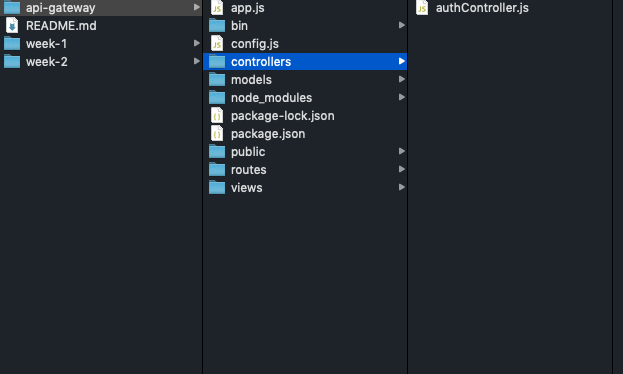 api-gateway
README.md
week-1
week-2
app.js
bin
config.js
controllers
models
node_modules
package-lock.json
package.json
public
routes
views
authController.js